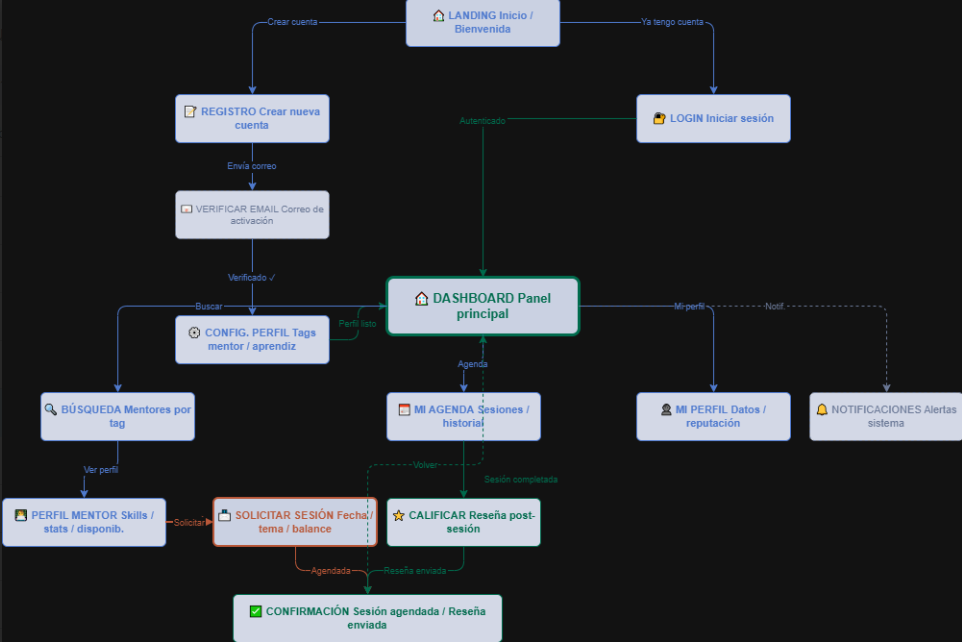 LANDING Inicio /
Bienvenida
Crear cuenta
Ya tengo cuenta
REGISTRO Crear nueva
cuenta
LOGIN Iniciar sesión
Autenticado
Envía correo
VERIFICAR EMAIL Correo de
activación
Verificado ✓
DASHBOARD Panel
principal
Buscar
Mi perfil
Notif.
Perfil listo
CONFIG. PERFIL Tags
mentor / aprendiz
Agenda
BÚSQUEDA Mentores por
tag
MI AGENDA Sesiones /
historial
MI PERFIL Datos /
reputación
NOTIFICACIONES Alertas
sistema
Ver perfil
Volver
Sesión completada
PERFIL MENTOR Skills /
stats / disponib.
Solicitar
SOLICITAR SESIÓN Fecha /
tema / balance
CALIFICAR Reseña post-
sesión
Agendada
Reseña enviada
CONFIRMACIÓN Sesión agendada / Reseña
enviada